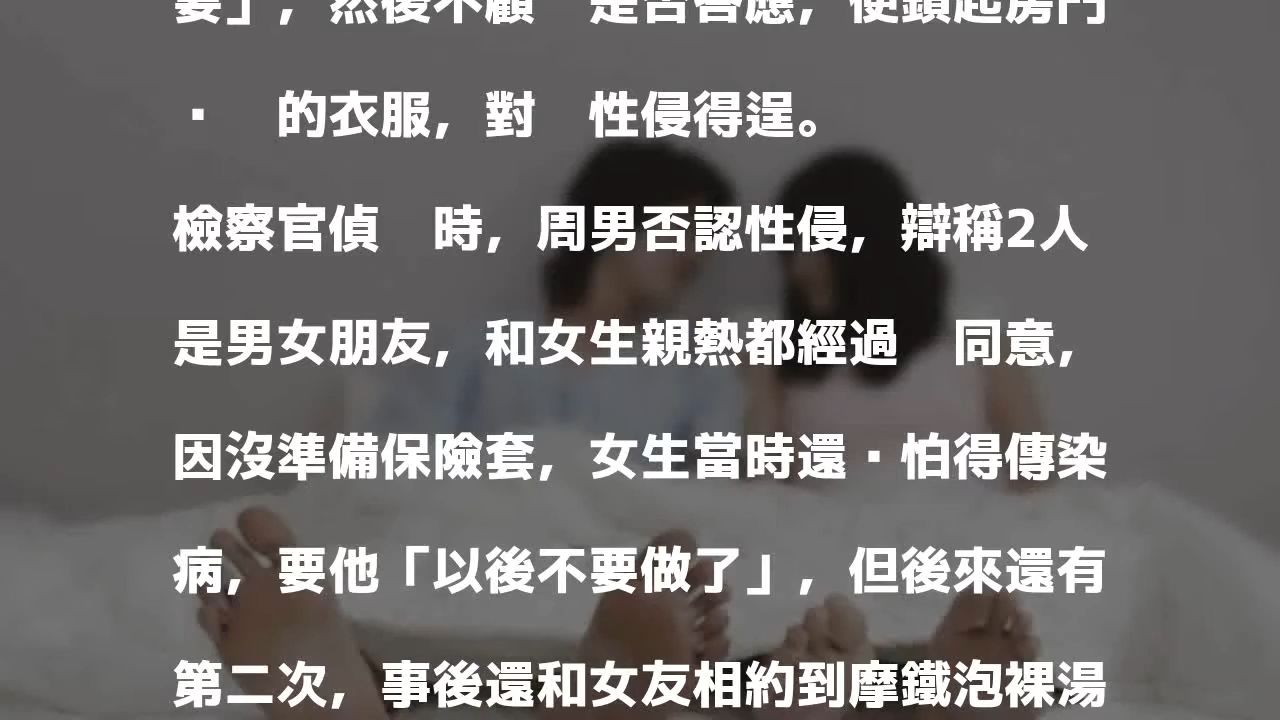 要」，然後不顧 是否答應，便鎖起房門
· 的衣服，對 性侵得逞。
檢察官偵 時，周男否認性侵，辯稱2人
是男女朋友，和女生親熱都經過 同意，
因沒準備保險套，女生當時還·怕得傳染
病，要他「以後不要做了」，但後來還有
第二次，事後還和女友相約到摩鐵泡裸湯